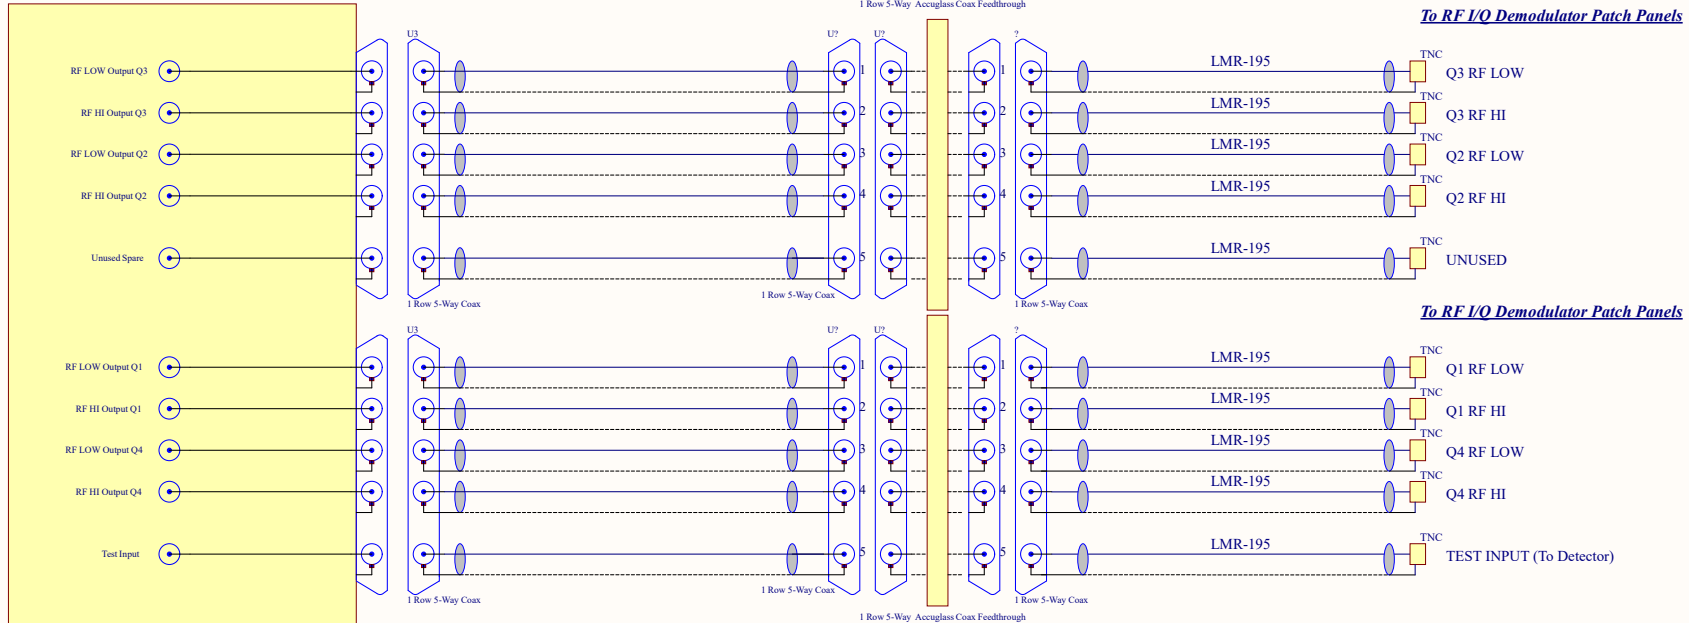 1 Row 5-Way Accuglass Coax Feedthrough
To RF I/Q Demodulator Patch Panels
U3 U? U? ?
RF LOW Output Q3 1 1 LMR-195 TNC Q3 RF LOW
RF HI Output Q3 2 2 LMR-195 TNC Q3 RF HI
RF LOW Output Q2 3 3 LMR-195 TNC Q2 RF LOW
RF HI Output Q2 4 4 LMR-195 TNC Q2 RF HI
Unused Spare 5 5 LMR-195 TNC UNUSED
1 Row 5-Way Coax 1 Row 5-Way Coax 1 Row 5-Way Coax
To RF I/Q Demodulator Patch Panels
U3 U? U? ?
RF LOW Output Q1 1 1 LMR-195 TNC Q1 RF LOW
RF HI Output Q1 2 2 LMR-195 TNC Q1 RF HI
RF LOW Output Q4 3 3 LMR-195 TNC Q4 RF LOW
RF HI Output Q4 4 4 LMR-195 TNC Q4 RF HI
Test Input 5 5 LMR-195 TNC TEST INPUT (To Detector)
1 Row 5-Way Coax 1 Row 5-Way Coax 1 Row 5-Way Coax
1 Row 5-Way Accuglass Coax Feedthrough